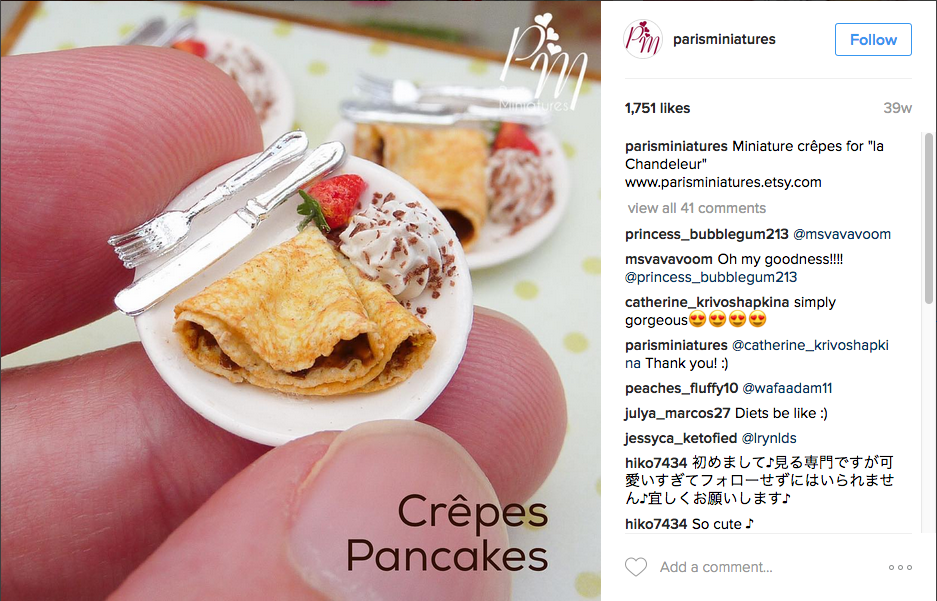 PM
Paris
Miniatures
Crêpes
Pancakes
PM
parisminiatures
Follow
1,751 likes
39w
parisminiatures Miniature crêpes for "la
Chandeleur"
www.parisminiatures.etsy.com
view all 41 comments
princess_bubblegum213 @msvavavoom
msvavavoom Oh my goodness!!!!
@princess_bubblegum213
catherine_krivoshapkina simply
gorgeous😍😍😍😍
parisminiatures @catherine_krivoshapki
na Thank you! :)
peaches_fluffy10 @wafaadam11
julya_marcos27 Diets be like :)
jessyca_ketofied @lrynlds
hiko7434 初めまして♪見る専門ですが可
愛いすぎてフォローせずにはいられませ
ん♪宜しくお願いします♪
hiko7434 So cute ♪
Add a comment...